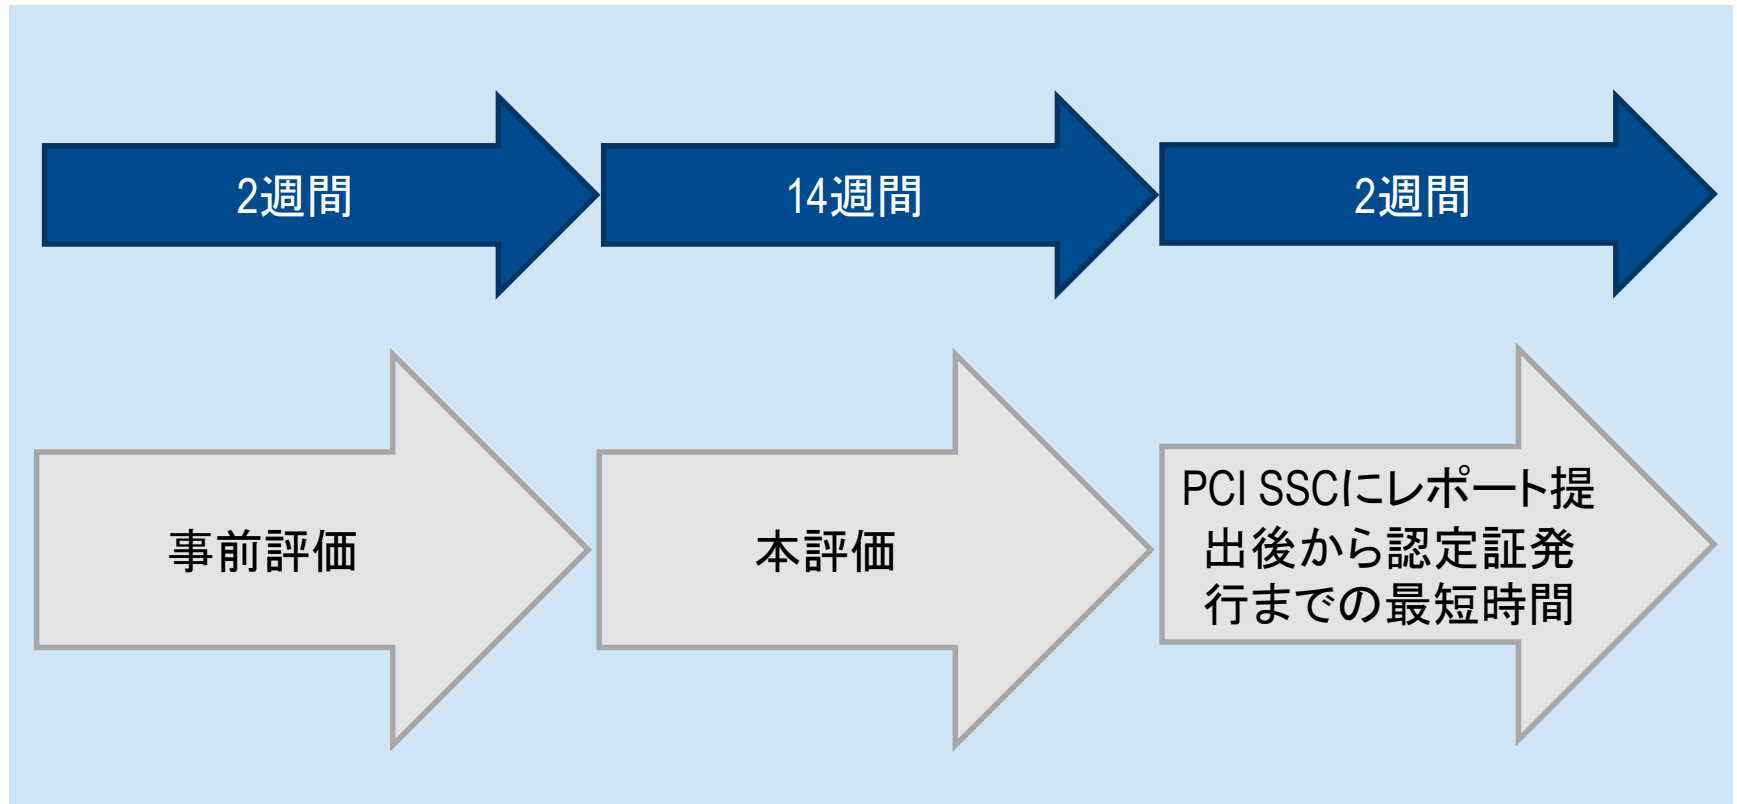 2週間
14週間
2週間
事前評価
本評価
PCI SSCにレポート提
出後から認定証発
行までの最短時間